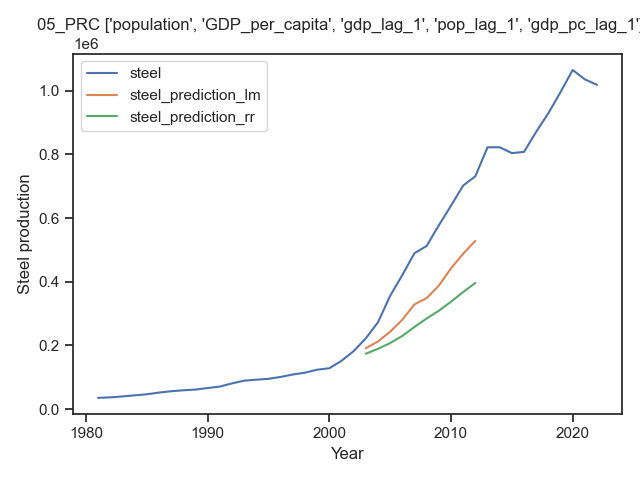 05_PRC ['population', 'GDP_per_capita', 'gdp_lag_1', 'pop_lag_1', 'gdp_pc_lag_1'
1e6
steel
steel_prediction_lm
steel_prediction_rr
Steel production
1.0
0.8
0.6
0.4
0.2
0.0
1980 1990 2000 2010 2020
Year